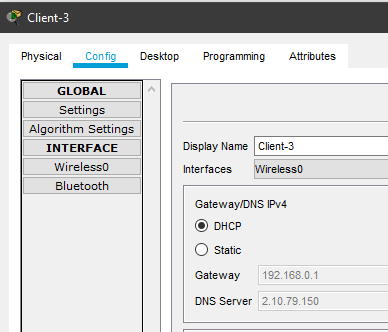 Client-3
Physical Config Desktop Programming Attributes
GLOBAL
Settings
Algorithm Settings
INTERFACE
Wireless0
Bluetooth
Display Name Client-3
Interfaces Wireless0
Gateway/DNS IPv4
DHCP
Static
Gateway 192.168.0.1
DNS Server 2.10.79.150